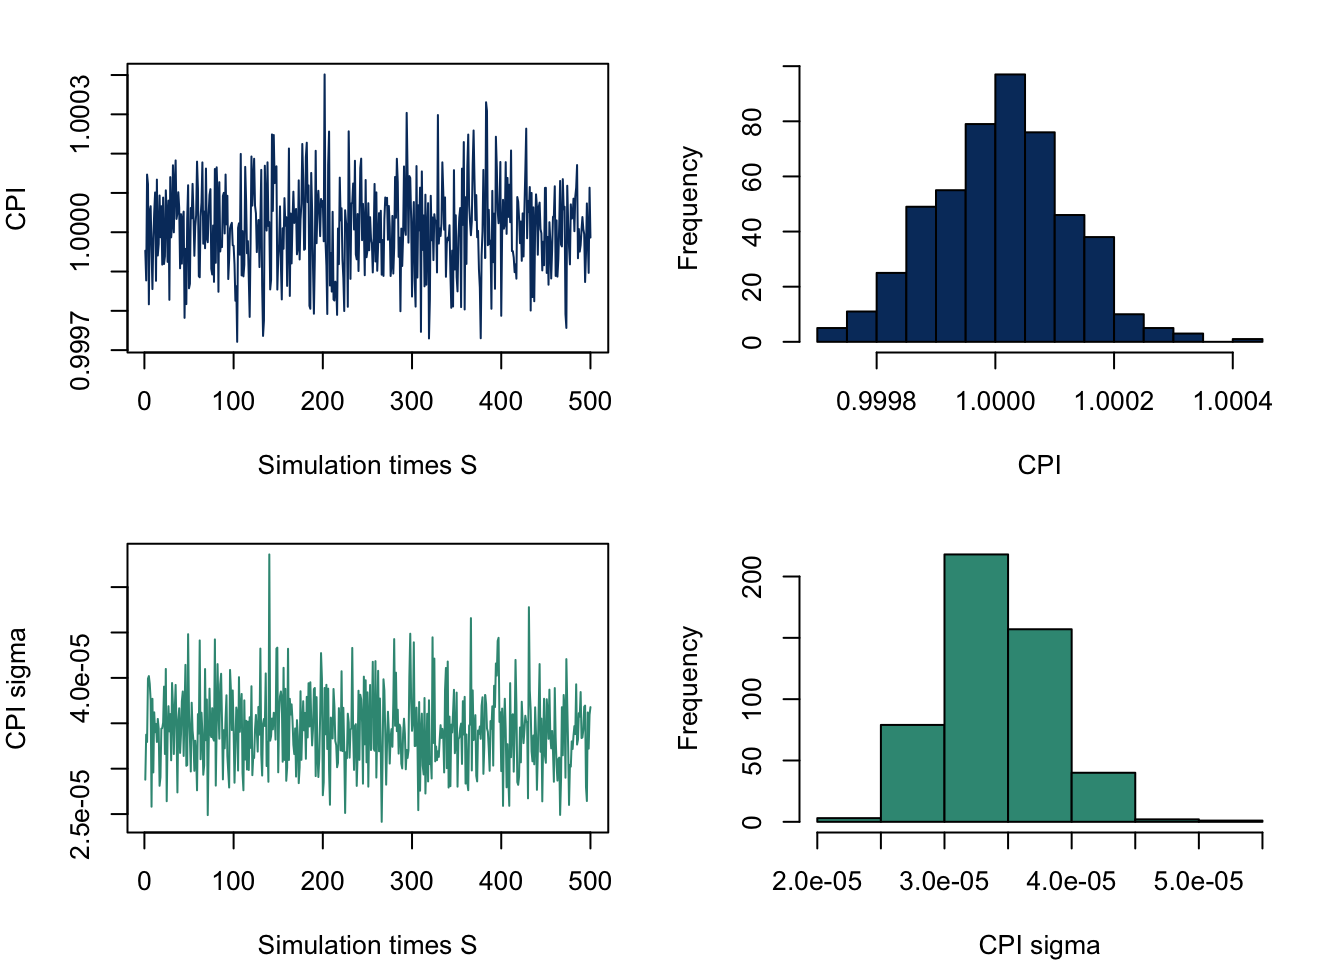 CPI
1.0003
1.0000
0.9997
0 100 200 300 400 500
Simulation times S
Frequency
80
60
40
20
0
0.9998 1.0000 1.0002 1.0004
CPI
CPI sigma
4.0e-05
2.5e-05
0 100 200 300 400 500
Simulation times S
Frequency
200
100
50
0
2.0e-05 3.0e-05 4.0e-05 5.0e-05
CPI sigma